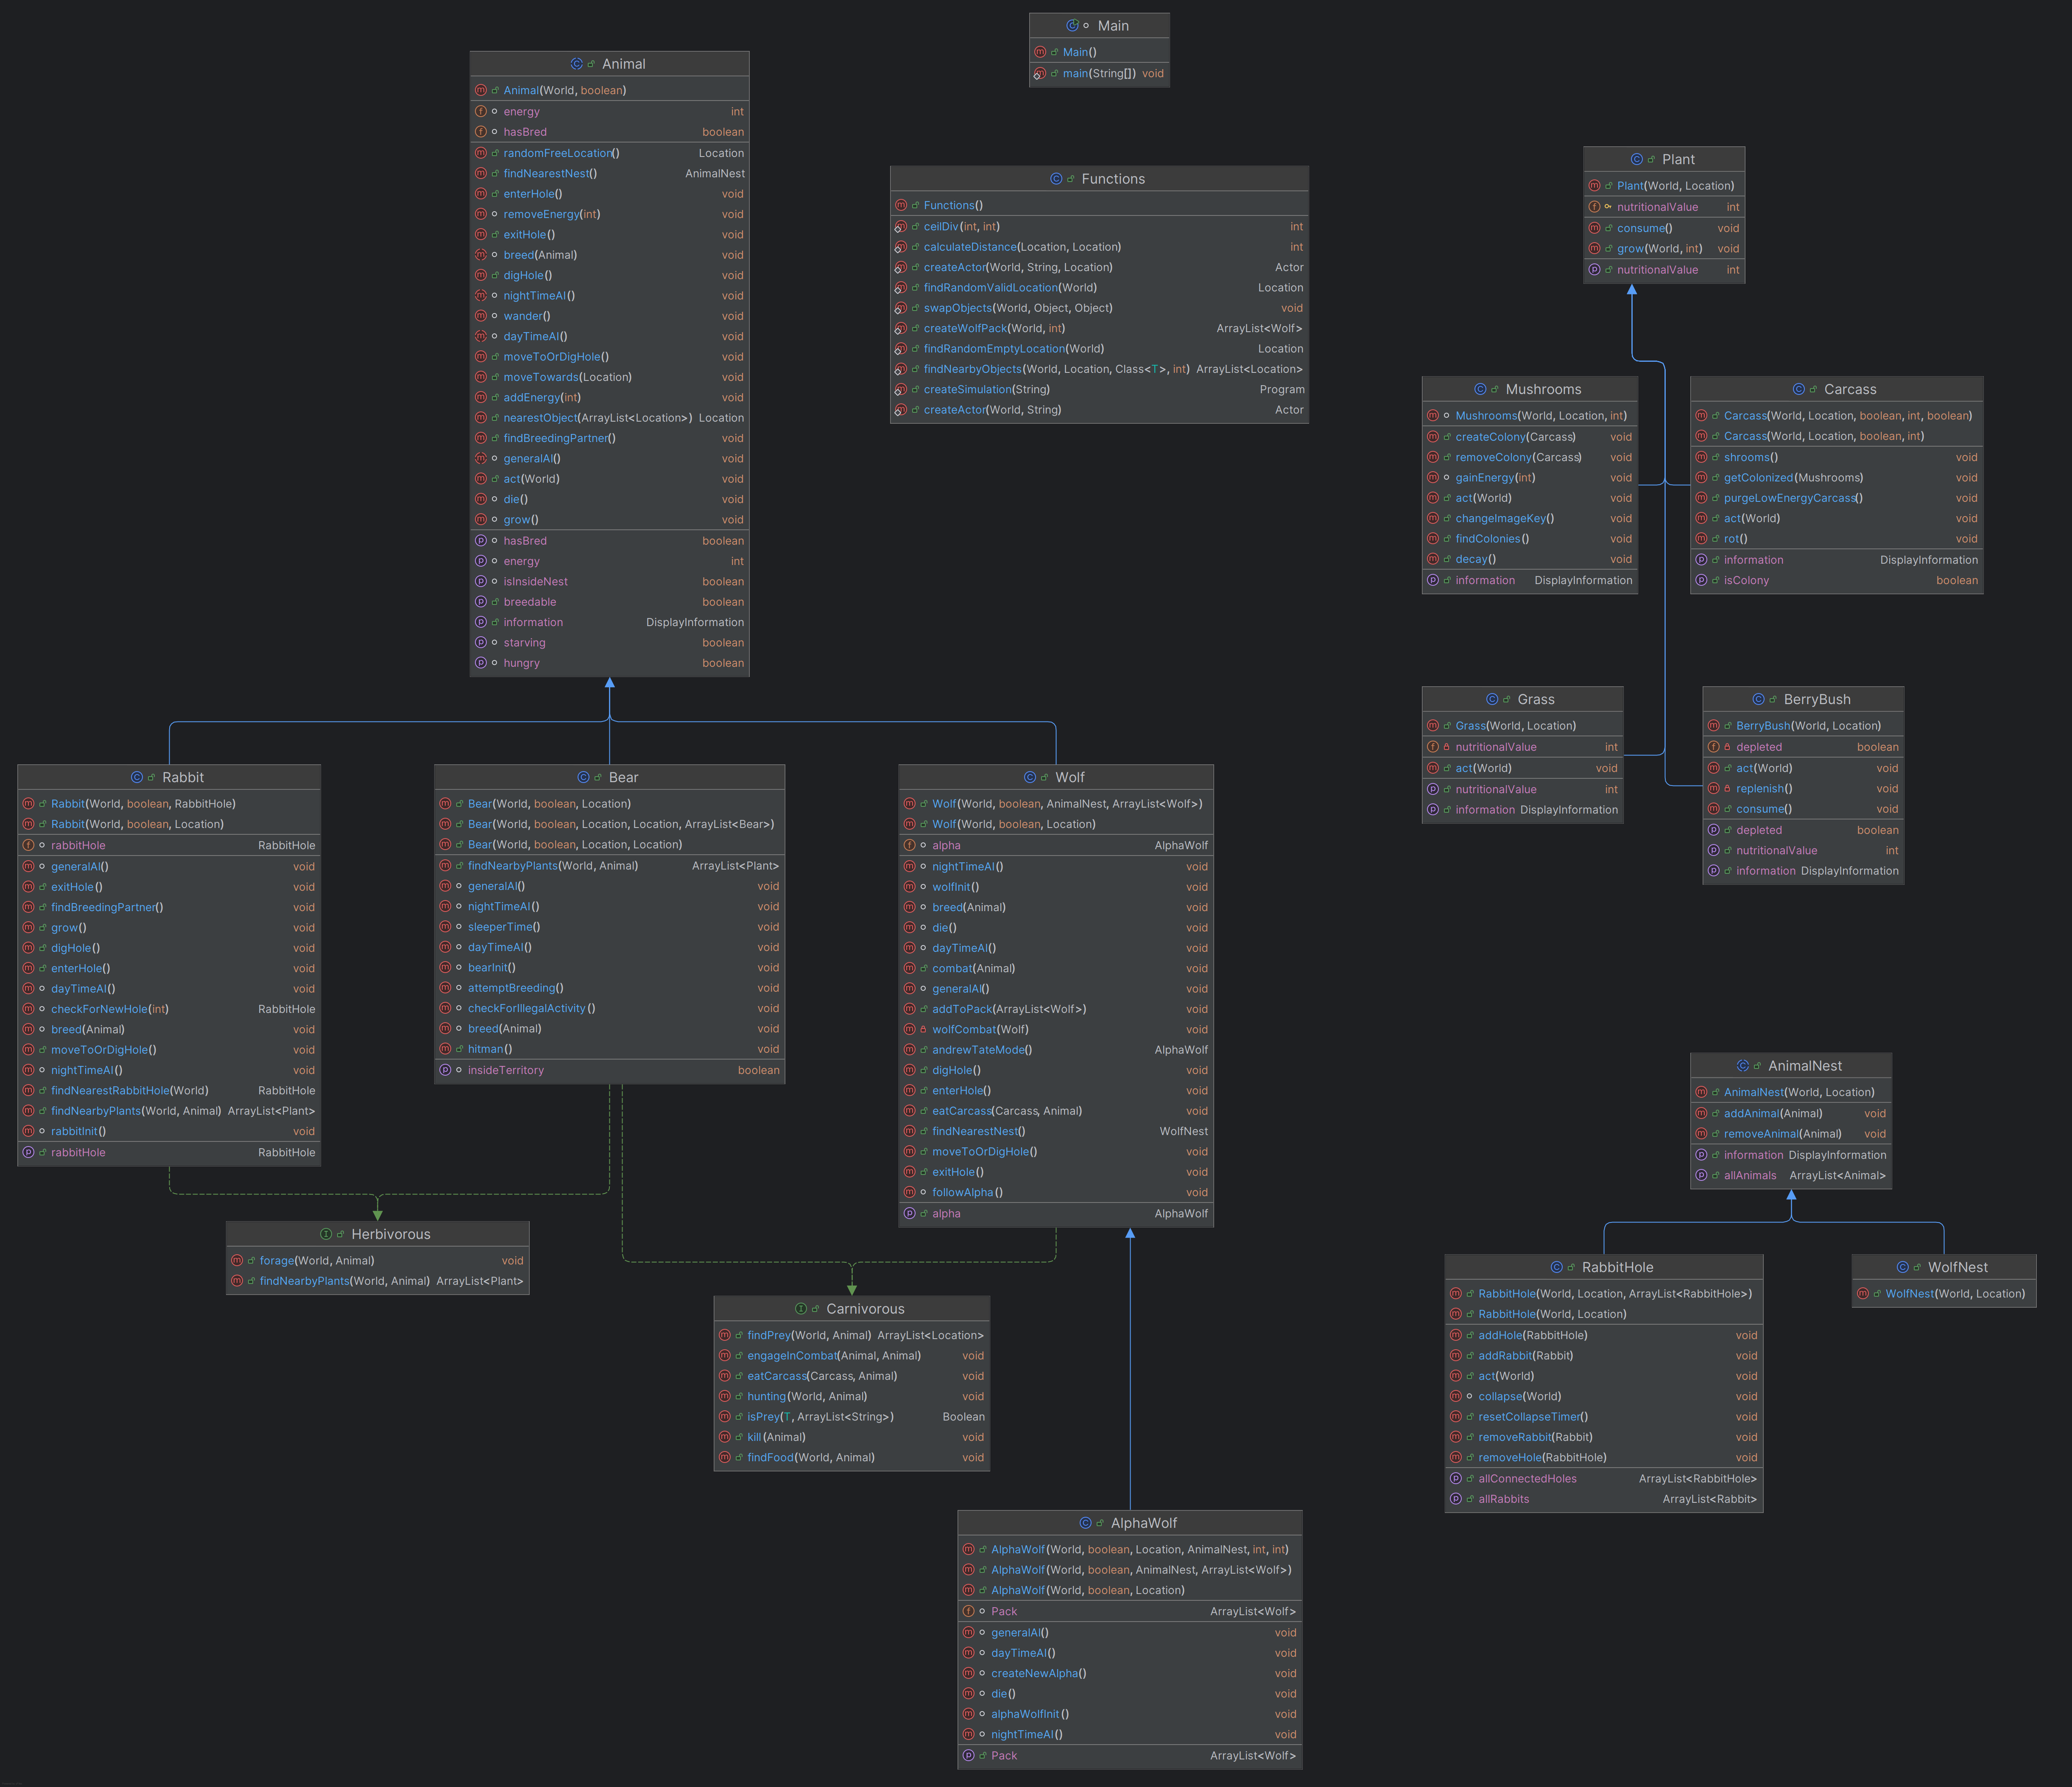 Main
Main()
main(String[]) void
Animal
Animal(World, boolean)
energy int
hasBred boolean
randomFreeLocation() Location
findNearestNest() AnimalNest
enterHole() void
removeEnergy(int) void
exitHole() void
breed(Animal) void
digHole() void
nightTimeAI() void
wander() void
dayTimeAI() void
moveToOrDigHole() void
moveTowards(Location) void
addEnergy(int) void
nearestObject(ArrayList<Location>) Location
findBreedingPartner() void
generalAI() void
act(World) void
die() void
grow() void
hasBred boolean
energy int
isInsideNest boolean
breedable boolean
information DisplayInformation
starving boolean
hungry boolean
Functions
Functions()
ceilDiv(int, int) int
calculateDistance(Location, Location) int
createActor(World, String, Location) Actor
findRandomValidLocation(World) Location
swapObjects(World, Object, Object) void
createWolfPack(World, int) ArrayList<Wolf>
findRandomEmptyLocation(World) Location
findNearbyObjects(World, Location, Class<T>, int) ArrayList<Location>
createSimulation(String) Program
createActor(World, String) Actor
Plant
Plant(World, Location)
nutritionalValue int
consume() void
grow(World, int) void
nutritionalValue int
Mushrooms
Mushrooms(World, Location, int)
createColony(Carcass) void
removeColony(Carcass) void
gainEnergy(int) void
act(World) void
changeImageKey() void
findColonies() void
decay() void
information DisplayInformation
Carcass
Carcass(World, Location, boolean, int, boolean)
Carcass(World, Location, boolean, int)
shrooms() void
getColonized(Mushrooms) void
purgeLowEnergyCarcass() void
act(World) void
rot() void
information DisplayInformation
isColony boolean
Grass
Grass(World, Location)
nutritionalValue int
act(World) void
nutritionalValue int
information DisplayInformation
BerryBush
BerryBush(World, Location)
depleted boolean
act(World) void
replenish() void
consume() void
depleted boolean
nutritionalValue int
information DisplayInformation
Rabbit
Rabbit(World, boolean, RabbitHole)
Rabbit(World, boolean, Location)
rabbitHole RabbitHole
generalAI() void
exitHole() void
findBreedingPartner() void
grow() void
digHole() void
enterHole() void
dayTimeAI() void
checkForNewHole(int) RabbitHole
breed(Animal) void
moveToOrDigHole() void
nightTimeAI() void
findNearestRabbitHole(World) RabbitHole
findNearbyPlants(World, Animal) ArrayList<Plant>
rabbitInit() void
rabbitHole RabbitHole
Bear
Bear(World, boolean, Location)
Bear(World, boolean, Location, Location, ArrayList<Bear>)
Bear(World, boolean, Location, Location)
findNearbyPlants(World, Animal) ArrayList<Plant>
generalAI() void
nightTimeAI() void
sleeperTime() void
dayTimeAI() void
bearInit() void
attemptBreeding() void
checkForIllegalActivity() void
breed(Animal) void
hitman() void
insideTerritory boolean
Wolf
Wolf(World, boolean, AnimalNest, ArrayList<Wolf>)
Wolf(World, boolean, Location)
alpha AlphaWolf
nightTimeAI() void
wolfInit() void
breed(Animal) void
die() void
dayTimeAI() void
combat(Animal) void
generalAI() void
addToPack(ArrayList<Wolf>) void
wolfCombat(Wolf) void
andrewTateMode() AlphaWolf
digHole() void
enterHole() void
eatCarcass(Carcass, Animal) void
findNearestNest() WolfNest
moveToOrDigHole() void
exitHole() void
followAlpha() void
alpha AlphaWolf
Herbivorous
forage(World, Animal) void
findNearbyPlants(World, Animal) ArrayList<Plant>
Carnivorous
findPrey(World, Animal) ArrayList<Location>
engageInCombat(Animal, Animal) void
eatCarcass(Carcass, Animal) void
hunting(World, Animal) void
isPrey(T, ArrayList<String>) Boolean
kill(Animal) void
findFood(World, Animal) void
AnimalNest
AnimalNest(World, Location)
addAnimal(Animal) void
removeAnimal(Animal) void
information DisplayInformation
allAnimals ArrayList<Animal>
RabbitHole
RabbitHole(World, Location, ArrayList<RabbitHole>)
RabbitHole(World, Location)
addHole(RabbitHole) void
addRabbit(Rabbit) void
act(World) void
collapse(World) void
resetCollapseTimer() void
removeRabbit(Rabbit) void
removeHole(RabbitHole) void
allConnectedHoles ArrayList<RabbitHole>
allRabbits ArrayList<Rabbit>
WolfNest
WolfNest(World, Location)
AlphaWolf
AlphaWolf(World, boolean, Location, AnimalNest, int, int)
AlphaWolf(World, boolean, AnimalNest, ArrayList<Wolf>)
AlphaWolf(World, boolean, Location)
Pack ArrayList<Wolf>
generalAI() void
dayTimeAI() void
createNewAlpha() void
die() void
alphaWolfInit() void
nightTimeAI() void
Pack ArrayList<Wolf>